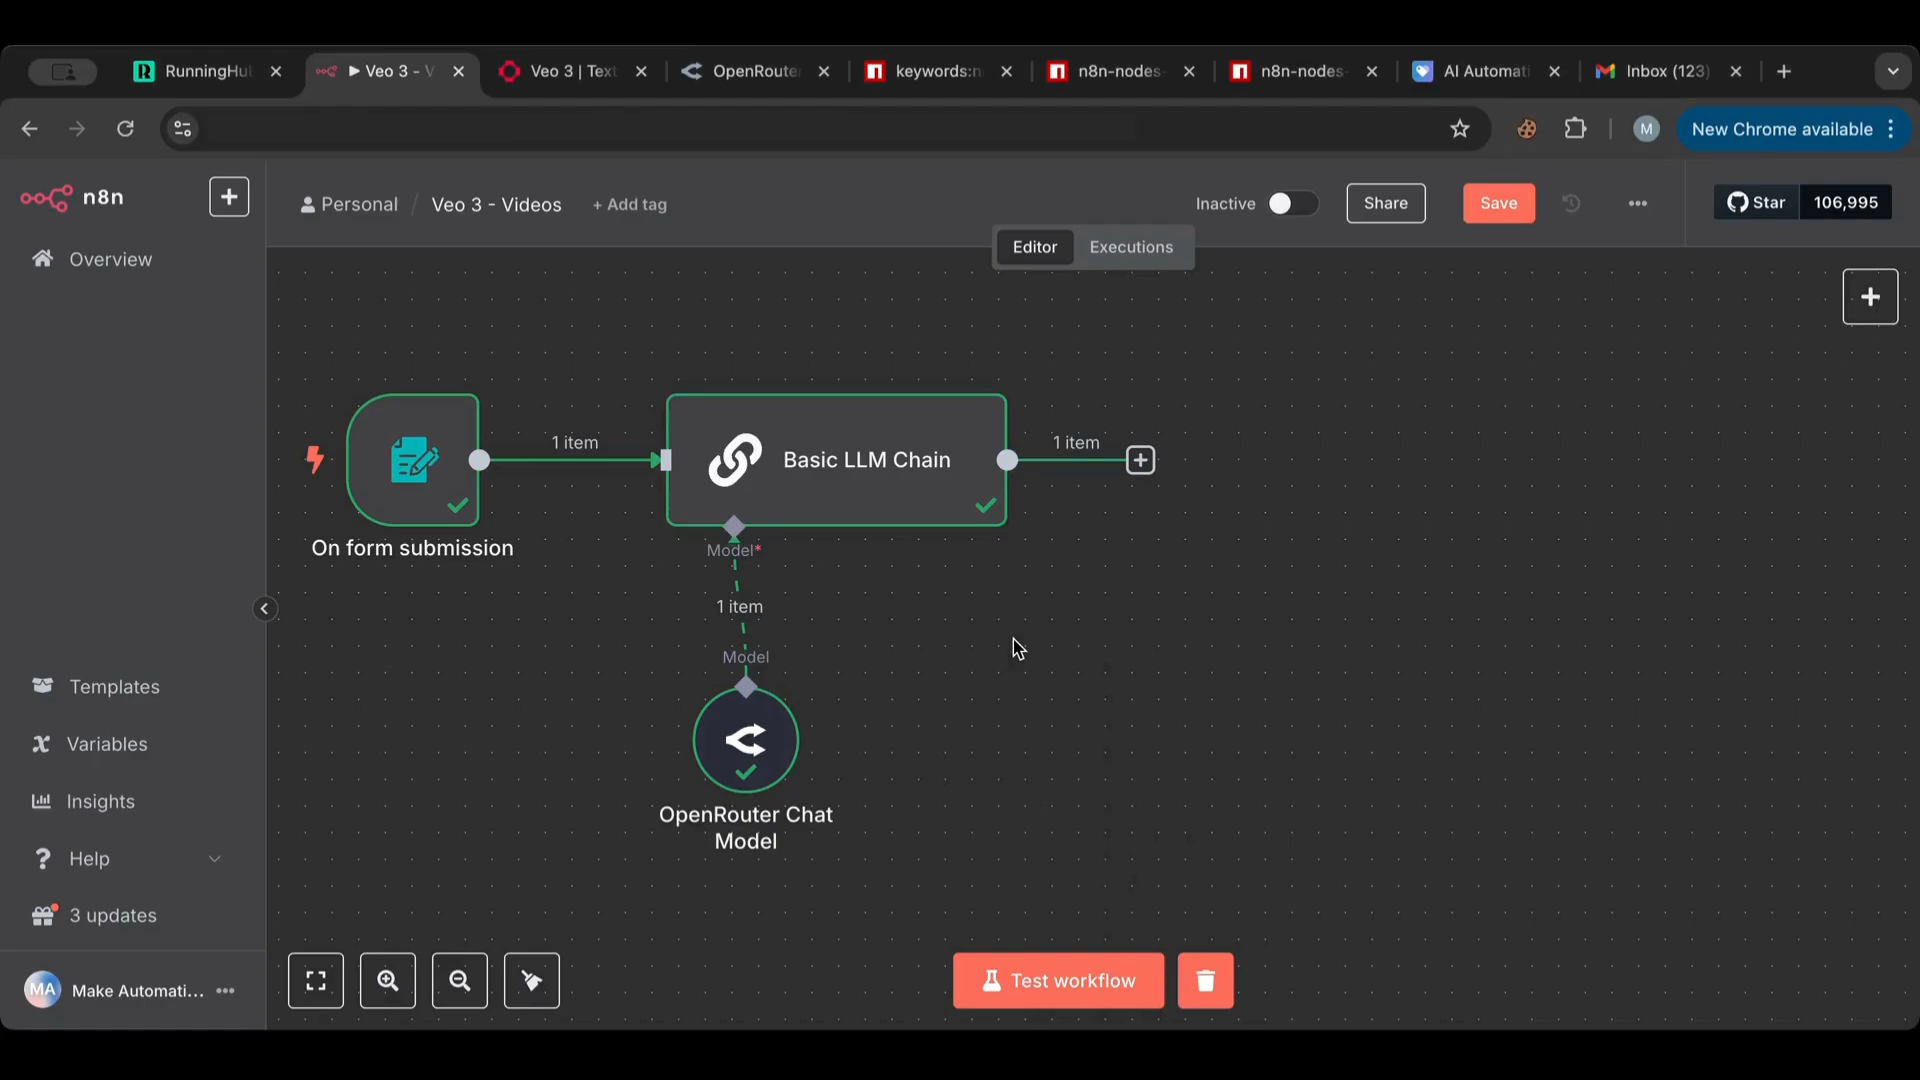 RunningHu
Veo 3 - V
Veo 3 | Text
OpenRoute
keywords:n
n8n-nodes-
n8n-nodes-
AI Automati
Inbox (123)
M
New Chrome available
n8n
Personal / Veo 3 - Videos + Add tag
Inactive
Share
Save
Star
106,995
Editor
Executions
Overview
1 item
Basic LLM Chain
1 item
On form submission
Model*
1 item
Model
OpenRouter Chat
Model
Templates
Variables
Insights
Help
3 updates
MA
Make Automati...
Test workflow